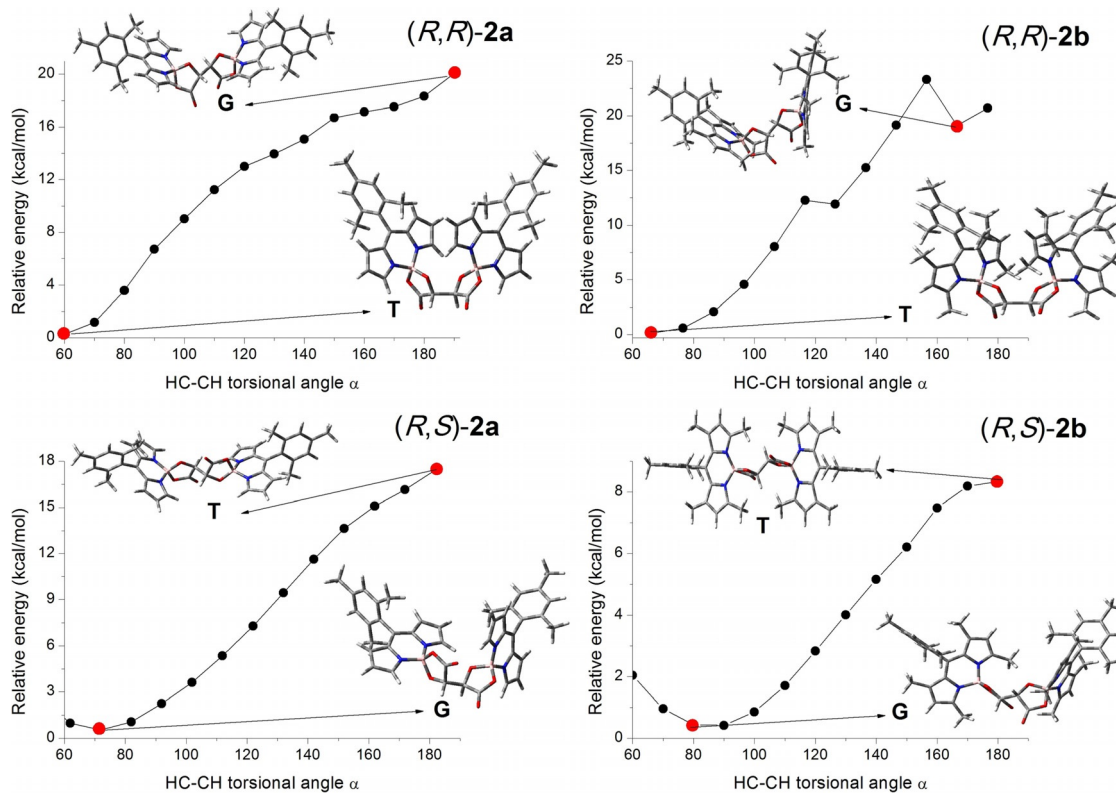 (R,R)-2a
Relative energy (kcal/mol)
20
16
12
8
4
0
G
T
60 80 100 120 140 160 180
HC-CH torsional angle α
(R,R)-2b
Relative energy (kcal/mol)
25
20
15
10
5
0
G
T
60 80 100 120 140 160 180
HC-CH torsional angle α
(R,S)-2a
Relative energy (kcal/mol)
18
15
12
9
6
3
0
T
G
60 80 100 120 140 160 180
HC-CH torsional angle α
(R,S)-2b
Relative energy (kcal/mol)
8
6
4
2
0
T
G
60 80 100 120 140 160 180
HC-CH torsional angle α